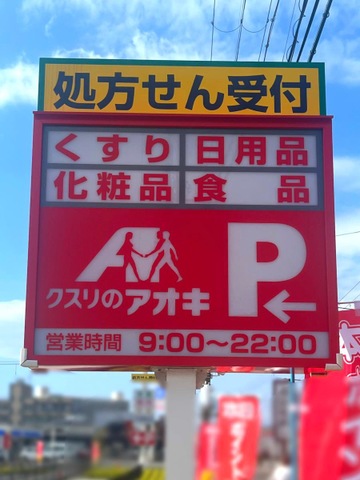 処方せん受付
くすり 日用品
化粧品 食品
クスリのアオキ
P
営業時間 9:00〜22:00